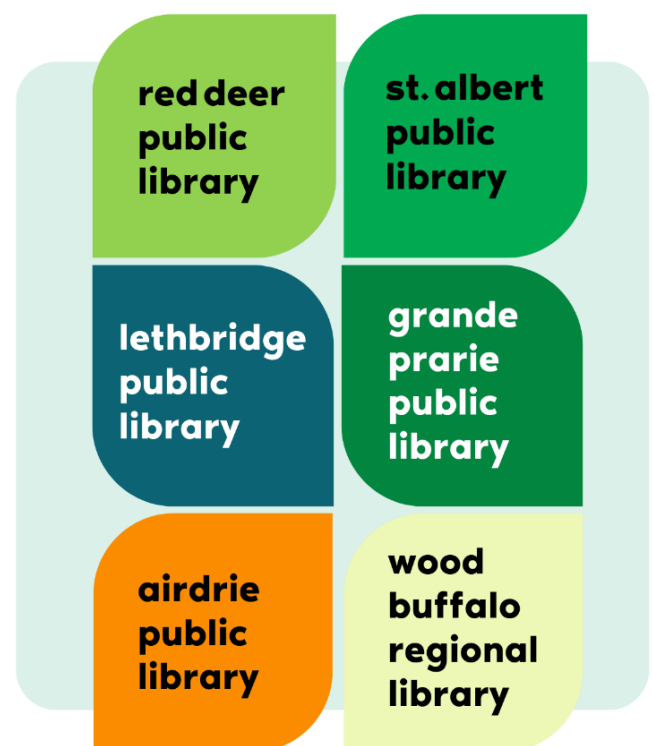 red deer
public
library
st. albert
public
library
lethbridge
public
library
grande
prarie
public
library
airdrie
public
library
wood
buffalo
regional
library